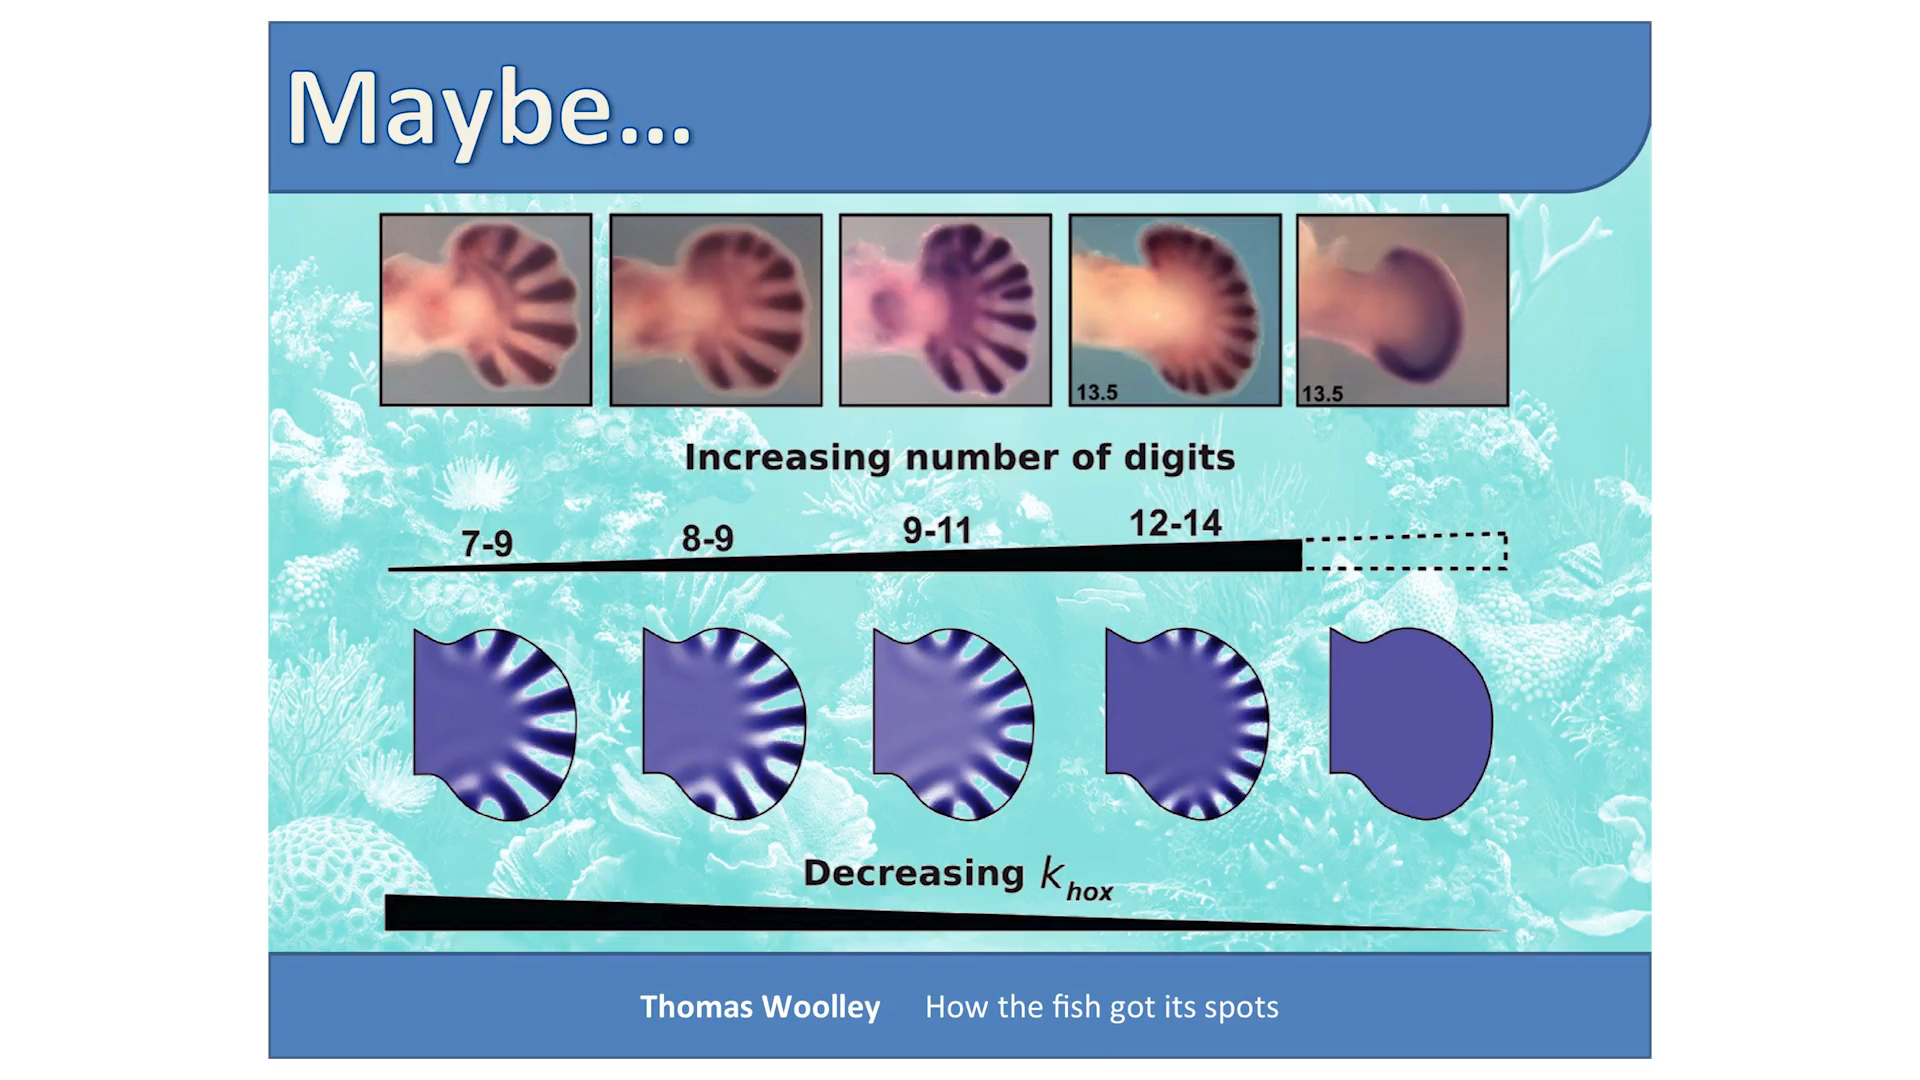 Maybe...
13.5
13.5
Increasing number of digits
7-9
8-9
9-11
12-14
Decreasing k hox
Thomas Woolley How the fish got its spots